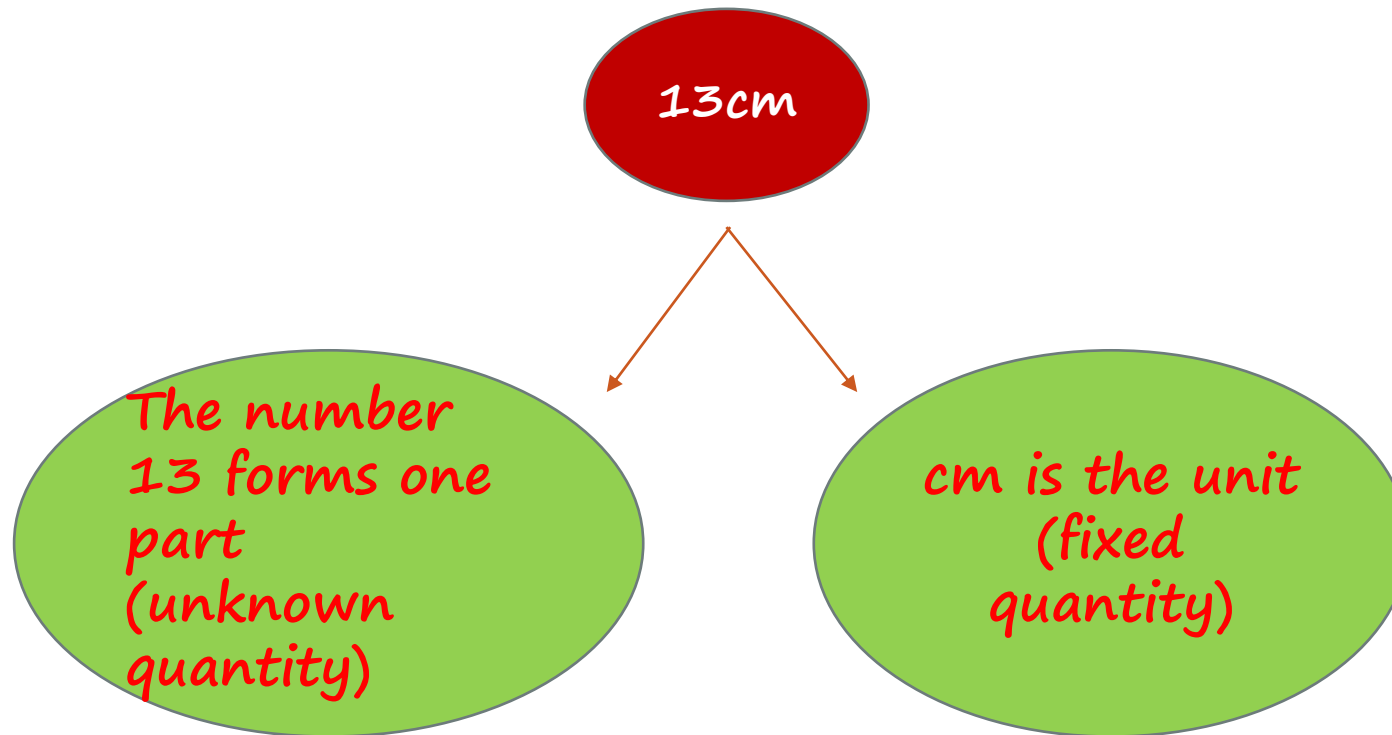 13cm
The number
13 forms one
part
(unknown
quantity)
cm is the unit
(fixed
quantity)